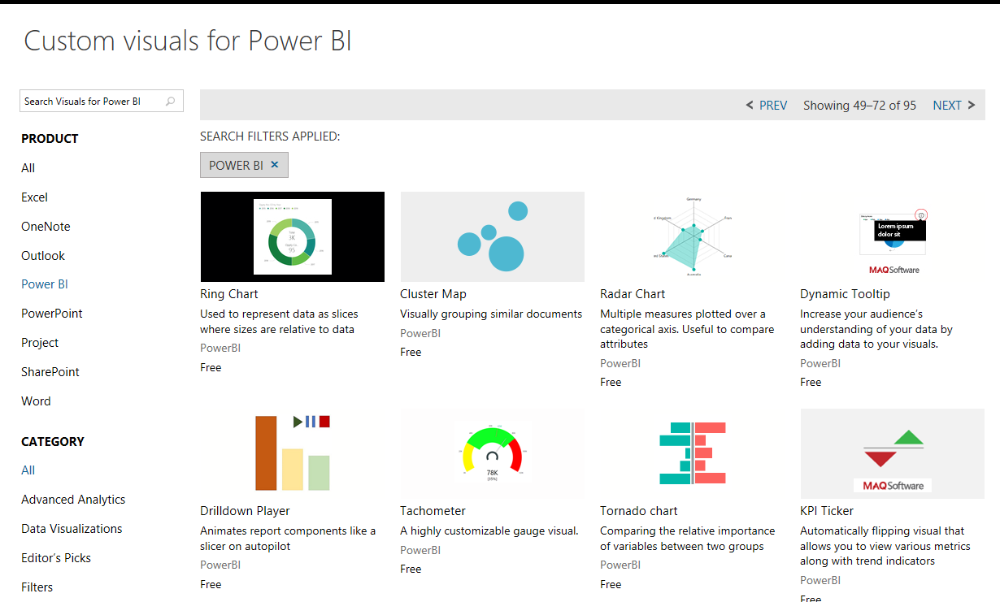 Custom visuals for Power BI
Search Visuals for Power BI
PREV Showing 49–72 of 95 NEXT
PRODUCT
All
Excel
OneNote
Outlook
Power BI
PowerPoint
Project
SharePoint
Word
CATEGORY
All
Advanced Analytics
Data Visualizations
Editor's Picks
Filters
SEARCH FILTERS APPLIED:
POWER BI ×
3K
95
Ring Chart
Used to represent data as slices
where sizes are relative to data
PowerBI
Free
Cluster Map
Visually grouping similar documents
PowerBI
Free
Germany
Radar Chart
Multiple measures plotted over a
categorical axis. Useful to compare
attributes
PowerBI
Free
Lorem ipsum
dolor sit
MAQSoftware
Dynamic Tooltip
Increase your audience's
understanding of your data by
adding data to your visuals.
PowerBI
Free
Drilldown Player
Animates report components like a
slicer on autopilot
PowerBI
Free
78K
Tachometer
A highly customizable gauge visual.
PowerBI
Free
Tornado chart
Comparing the relative importance
of variables between two groups
PowerBI
Free
MAQSoftware
KPI Ticker
Automatically flipping visual that
allows you to view various metrics
along with trend indicators
PowerBI
Free